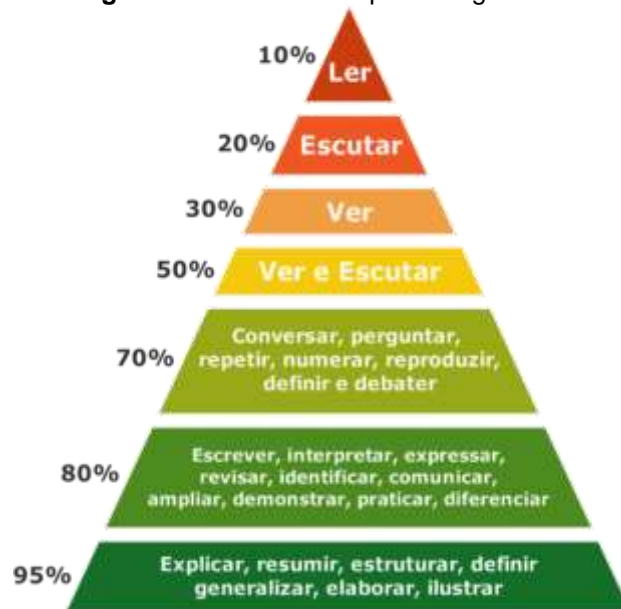 10%
Ler
20%
Escutar
30%
Ver
50%
Ver e Escutar
70%
Conversar, perguntar,
repetir, numerar, reproduzir,
definir e debater
80%
Escrever, interpretar, expressar,
revisar, identificar, comunicar,
ampliar, demonstrar, praticar, diferenciar
95%
Explicar, resumir, estruturar, definir
generalizar, elaborar, ilustrar